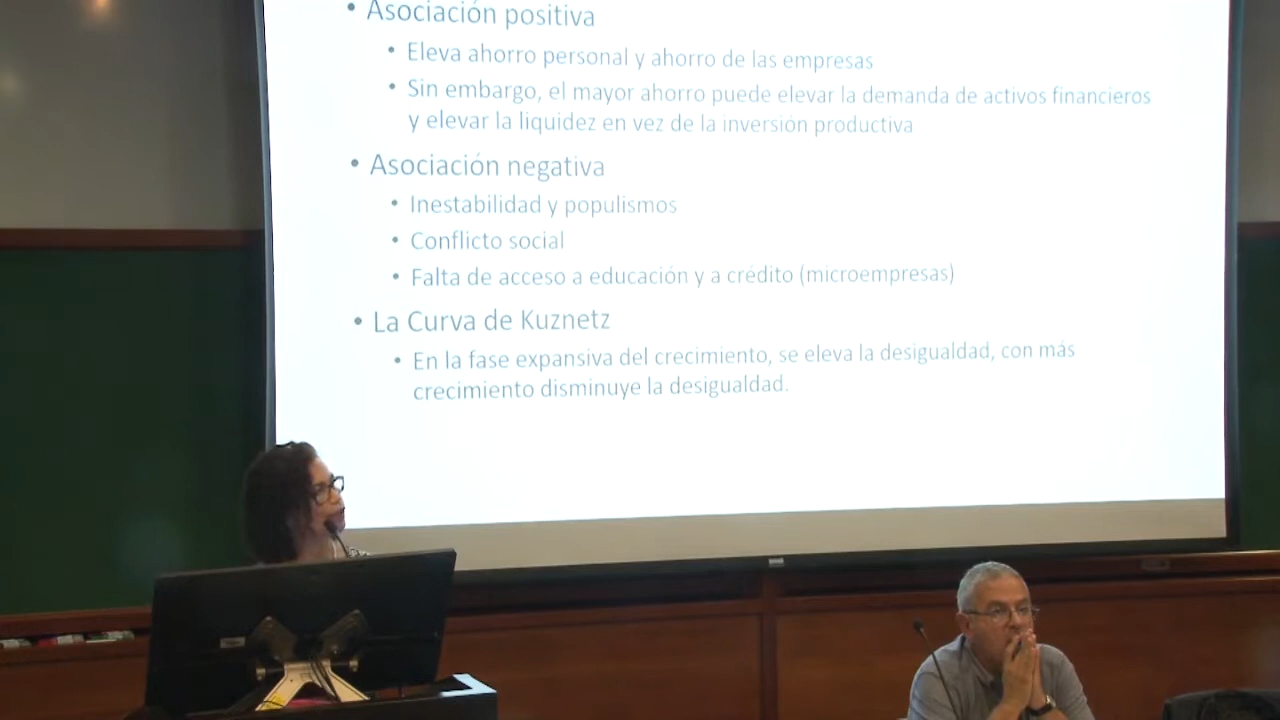 • Asociación positiva
• Eleva ahorro personal y ahorro de las empresas
• Sin embargo, el mayor ahorro puede elevar la demanda de activos financieros
y elevar la liquidez en vez de la inversión productiva
• Asociación negativa
• Inestabilidad y populismos
• Conflicto social
• Falta de acceso a educación y a crédito (microempresas)
• La Curva de Kuznetz
• En la fase expansiva del crecimiento, se eleva la desigualdad, con más
crecimiento disminuye la desigualdad.